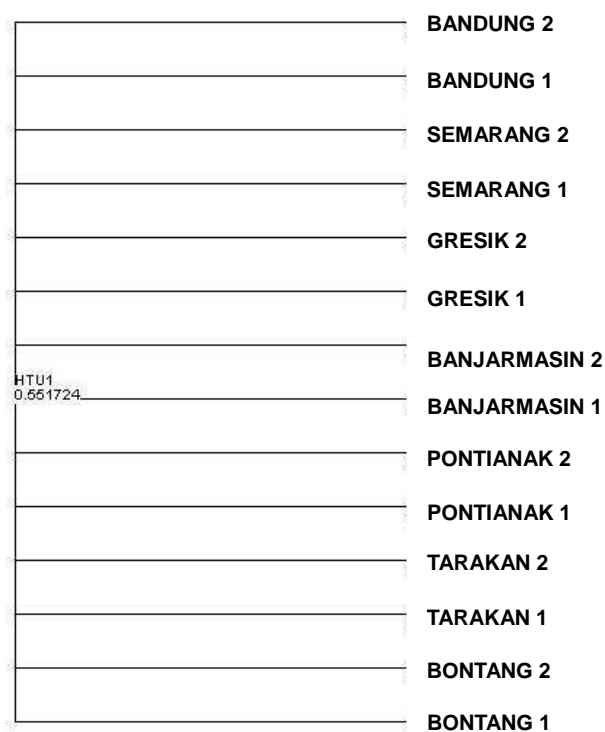 BANDUNG 2
BANDUNG 1
SEMARANG 2
SEMARANG 1
GRESIK 2
GRESIK 1
BANJARMASIN 2
HTU1
0.551724
BANJARMASIN 1
PONTIANAK 2
PONTIANAK 1
TARAKAN 2
TARAKAN 1
BONTANG 2
BONTANG 1